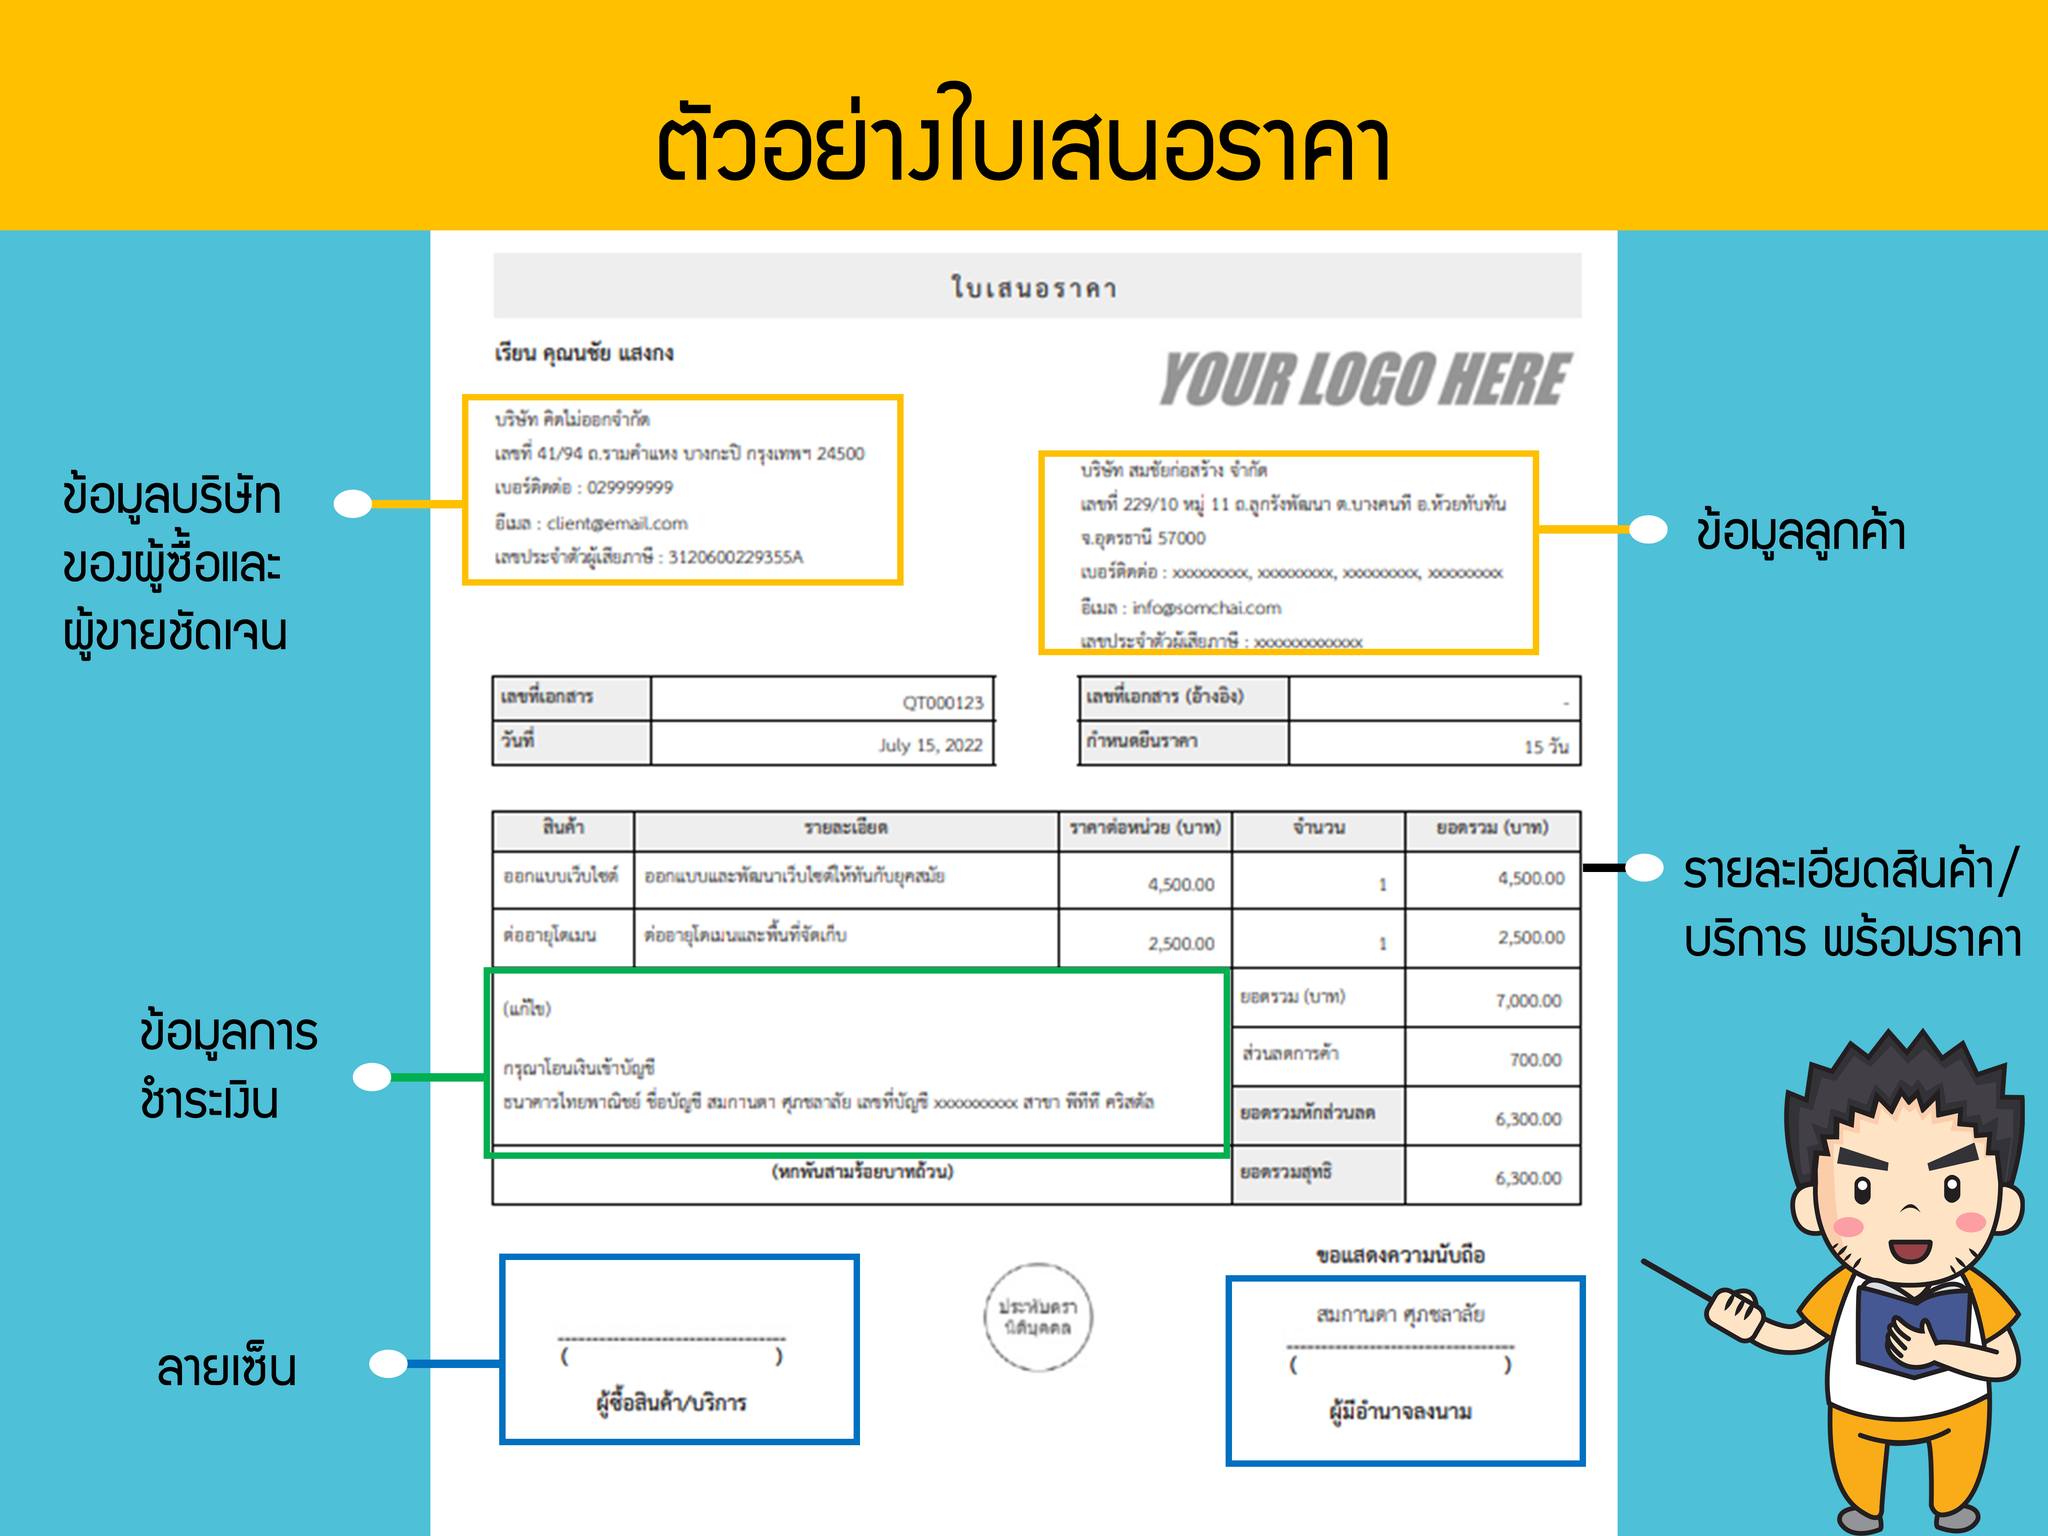 ตัวอย่างใบเสนอราคา
ใบเสนอราคา
เรียน คุณนชัย แสงกง
YOUR LOGO HERE
บริษัท คิดไม่ออกจำกัด
เลขที่ 41/94 ถ.รามคำแหง บางกะปิ กรุงเทพฯ 24500
เบอร์ติดต่อ : 029999999
อีเมล : client@email.com
เลขประจำตัวผู้เสียภาษี : 3120600229355A
ข้อมูลบริษัท
ของผู้ซื้อและ
ผู้ขายชัดเจน
บริษัท สมชัยก่อสร้าง จำกัด
เลขที่ 229/10 หมู่ 11 ถ.ลูกรังพัฒนา ต.บางคนที อ.ห้วยทับทัน
จ.อุดรธานี 57000
เบอร์ติดต่อ : xxxxxxxxx, xxxxxxxxx, xxxxxxxxx, xxxxxxxxx
อีเมล : info@somchai.com
เลขประจำตัวผู้เสียภาษี : xxxxxxxxxxxxx
ข้อมูลลูกค้า
เลขที่เอกสาร QT000123
วันที่ July 15, 2022
เลขที่เอกสาร (อ้างอิง) -
กำหนดยืนราคา 15 วัน
สินค้า รายละเอียด ราคาต่อหน่วย (บาท) จำนวน ยอดรวม (บาท)
ออกแบบเว็บไซต์ ออกแบบและพัฒนาเว็บไซต์ให้ทันกับยุคสมัย 4,500.00 1 4,500.00
ต่ออายุโดเมน ต่ออายุโดเมนและพื้นที่จัดเก็บ 2,500.00 1 2,500.00
รายละเอียดสินค้า/
บริการ พร้อมราคา
(แก้ไข)
กรุณาโอนเงินเข้าบัญชี
ธนาคารไทยพาณิชย์ ชื่อบัญชี สมกานดา ศุภชลาลัย เลขที่บัญชี xxxxxxxxxx สาขา พีทีที คริสตัล
ยอดรวม (บาท) 7,000.00
ส่วนลดการค้า 700.00
ยอดรวมหักส่วนลด 6,300.00
(หกพันสามร้อยบาทถ้วน) ยอดรวมสุทธิ 6,300.00
ข้อมูลการ
ชำระเงิน
ลายเซ็น
( )
ผู้ซื้อสินค้า/บริการ
ประทับตรา
นิติบุคคล
ขอแสดงความนับถือ
สมกานดา ศุภชลาลัย
( )
ผู้มีอำนาจลงนาม